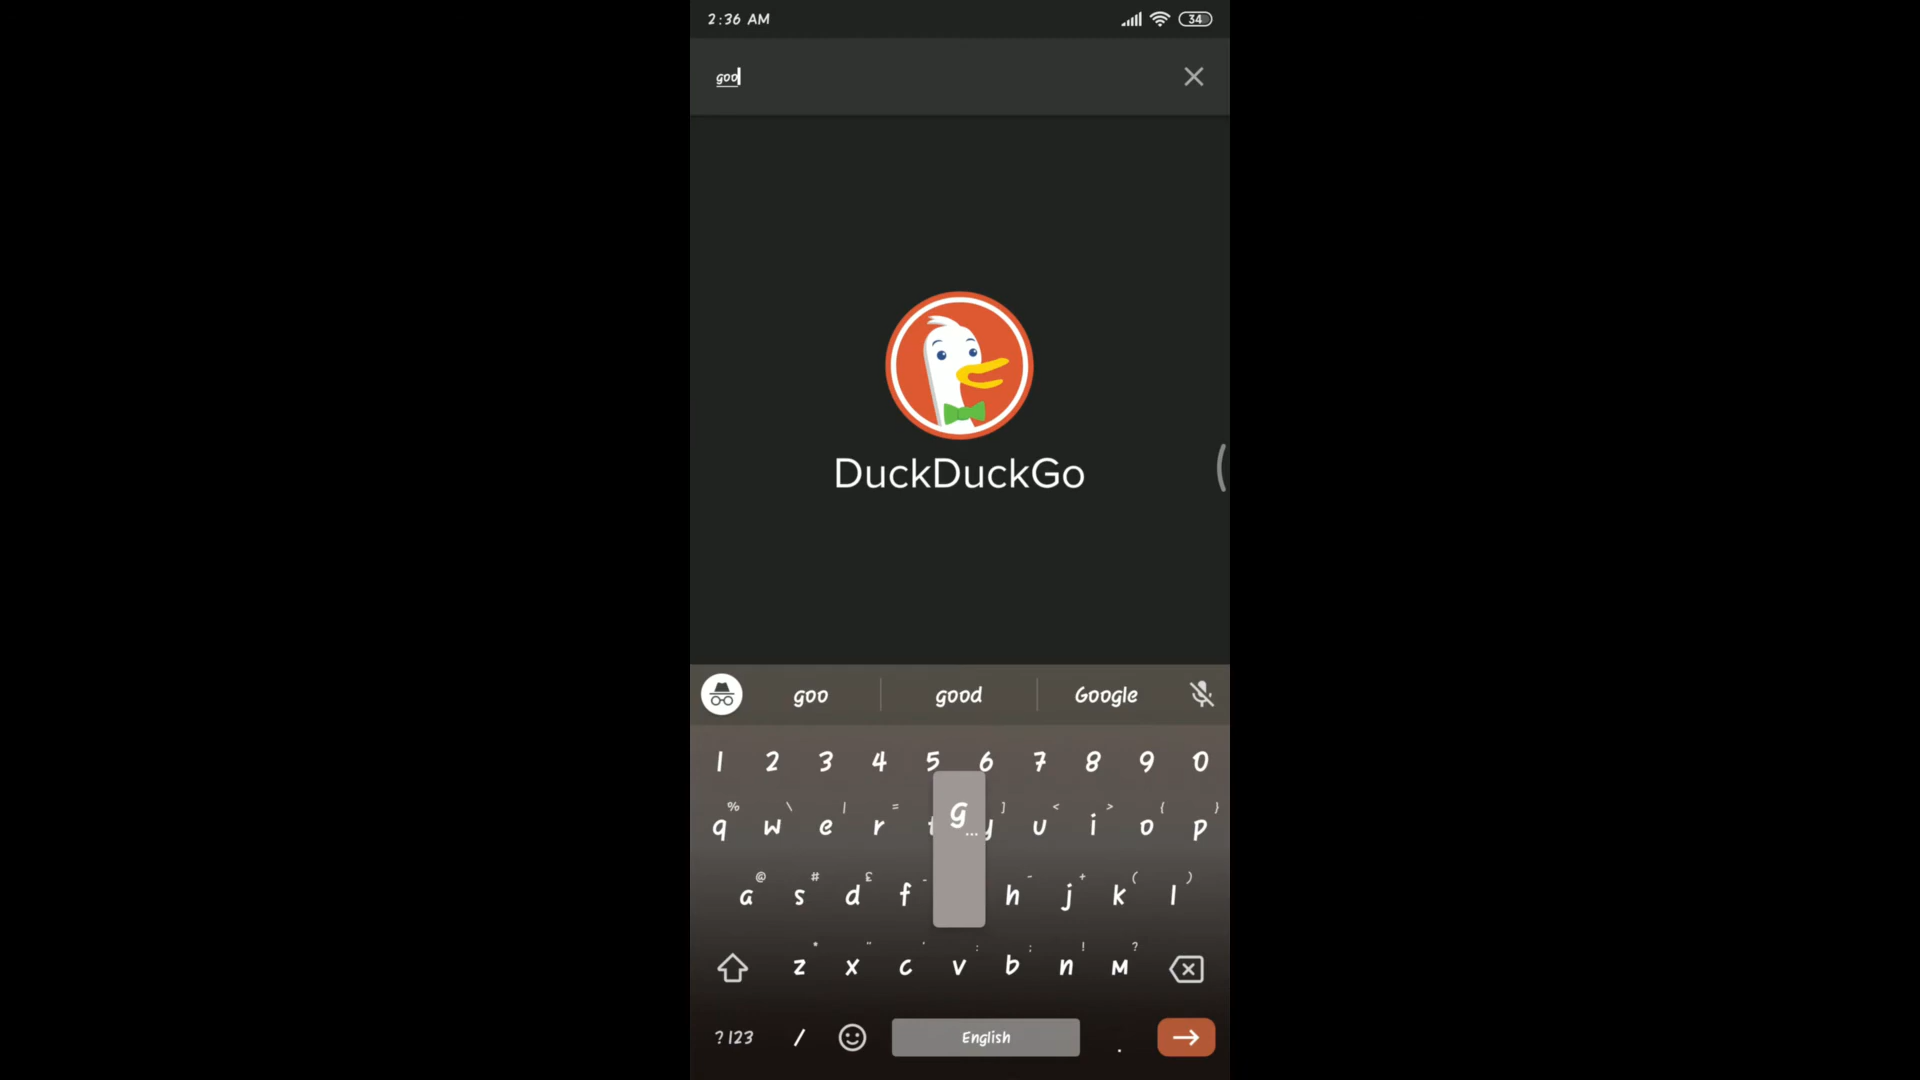 2:36 AM 34
goo
DuckDuckGo
goo good Google
1 2 3 4 5 6 7 8 9 0
% \ | = ] < > { }
q w e r t g... y u i o p
@ # £ - - + ( )
a s d f h j k l
* " ' : ; ! ?
z x c v b n m
?123 / English .